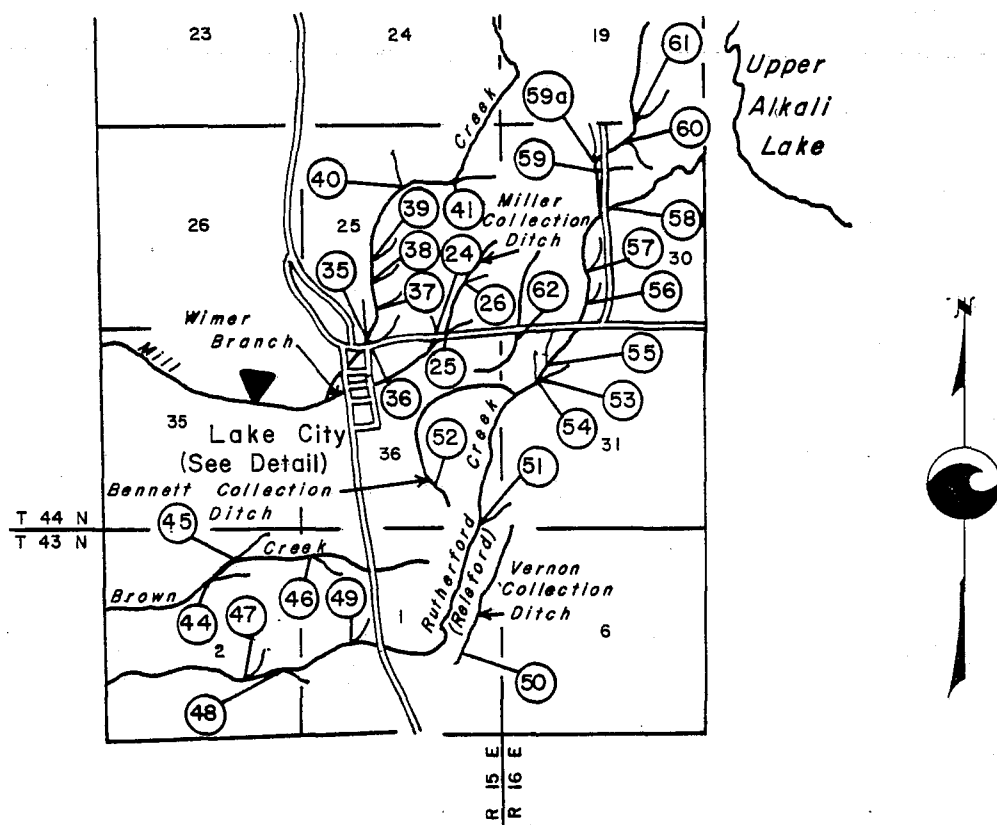 23
24
19
61
Upper
Alkali
Lake
59a
60
59
Creek
40
41
Miller
Collection
Ditch
58
26
25
39
38
24
57
30
35
37
26
62
56
Wimer
Branch
Mill
25
55
36
53
54
35
Lake City
(See Detail)
36
52
Creek
31
51
Bennett Collection
Ditch
T 44 N
T 43 N
45
Creek
Rutherford
(Releford)
Vernon
Collection
Ditch
Brown
44
46
49
1
6
47
2
50
48
R 15 E
R 16 E
N